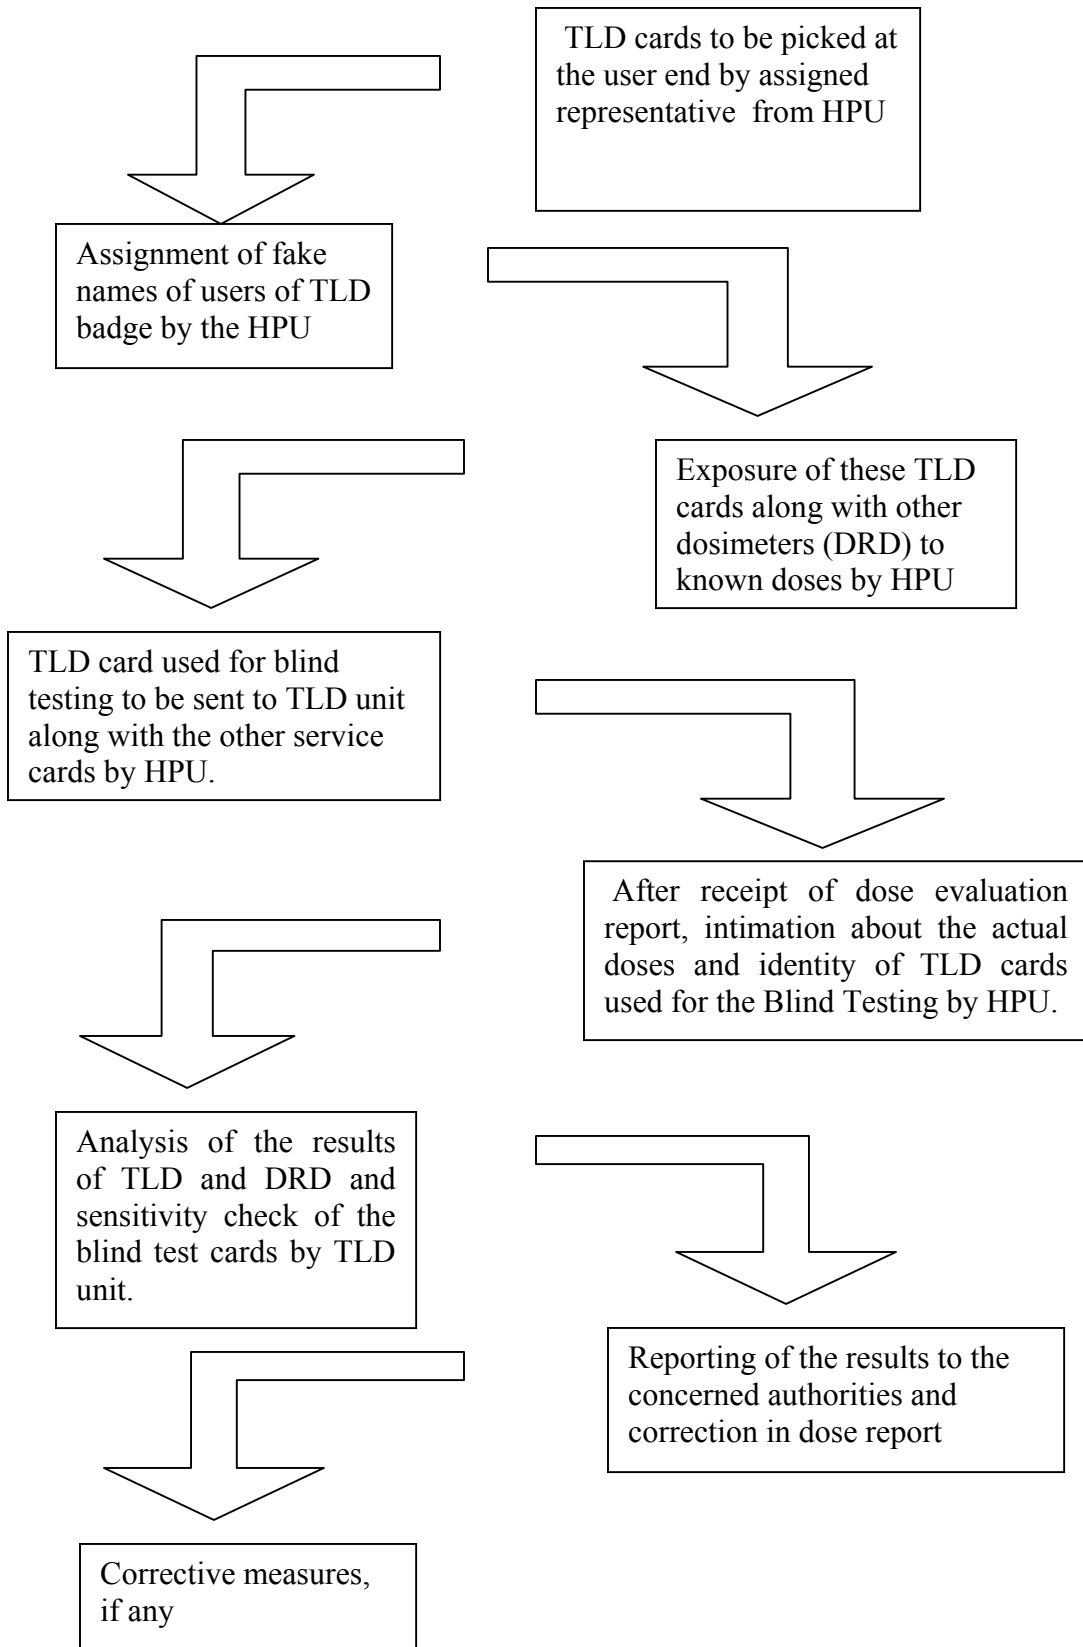 TLD cards to be picked at
the user end by assigned
representative from HPU
Assignment of fake
names of users of TLD
badge by the HPU
Exposure of these TLD
cards along with other
dosimeters (DRD) to
known doses by HPU
TLD card used for blind
testing to be sent to TLD unit
along with the other service
cards by HPU.
After receipt of dose evaluation
report, intimation about the actual
doses and identity of TLD cards
used for the Blind Testing by HPU.
Analysis of the results
of TLD and DRD and
sensitivity check of the
blind test cards by TLD
unit.
Reporting of the results to the
concerned authorities and
correction in dose report
Corrective measures,
if any